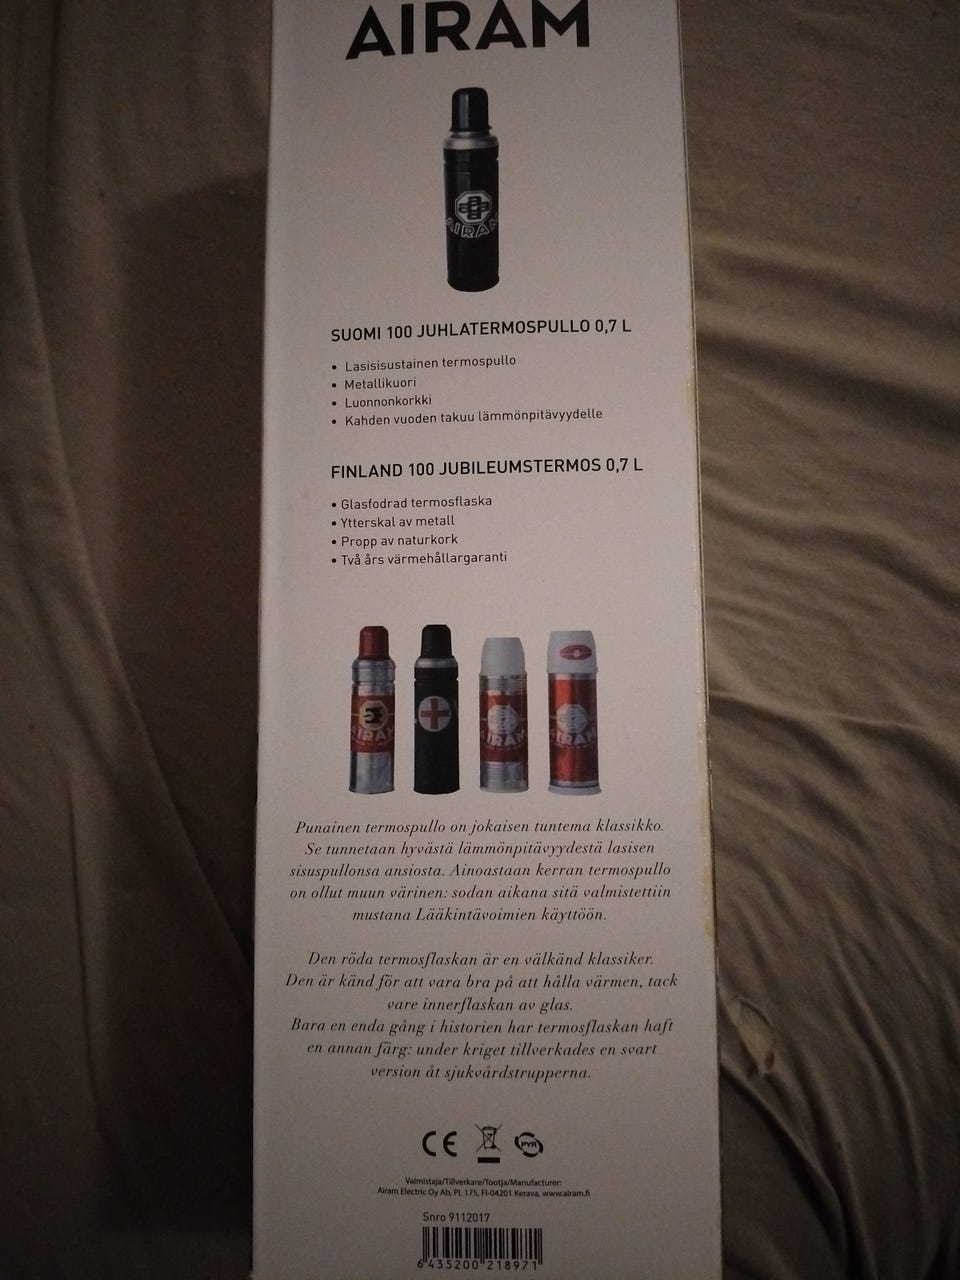 AIRAM
AIRAM
SUOMI 100 JUHLATERMOSPULLO 0,7 L
• Lasisisustainen termospullo
• Metallikuori
• Luonnonkorkki
• Kahden vuoden takuu lämmönpitävyydelle
FINLAND 100 JUBILEUMSTERMOS 0,7 L
• Glasfodrad termosflaska
• Ytterskal av metall
• Propp av naturkork
• Två års värmehållargaranti
AIRAM
AIRAM
AIRAM
Punainen termospullo on jokaisen tuntema klassikko.
Se tunnetaan hyvästä lämmönpitävyydestä lasisen
sisuspullonsa ansiosta. Ainoastaan kerran termospullo
on ollut muun värinen: sodan aikana sitä valmistettiin
mustana Lääkintävoimien käyttöön.
Den röda termosflaskan är en välkänd klassiker.
Den är känd för att vara bra på att hålla värmen, tack
vare innerflaskan av glas.
Bara en enda gång i historien har termosflaskan haft
en annan färg: under kriget tillverkades en svart
version åt sjukvårdstrupperna.
CE PYR
Valmistaja/Tillverkare/Tootja/Manufacturer:
Airam Electric Oy Ab, PL 175, FI-04201 Kerava, www.airam.fi
Snro 9112017
6 435200 218971